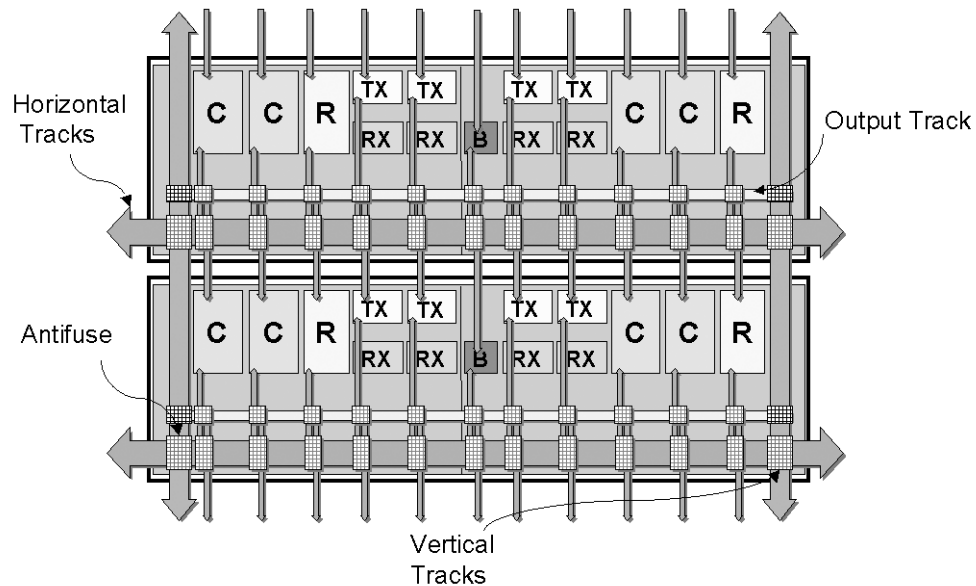 TX TX TX TX
C C R C C R
Horizontal
Tracks
Output Track
RX RX B RX RX
TX TX TX TX
C C R C C R
Antifuse
RX RX B RX RX
Vertical
Tracks